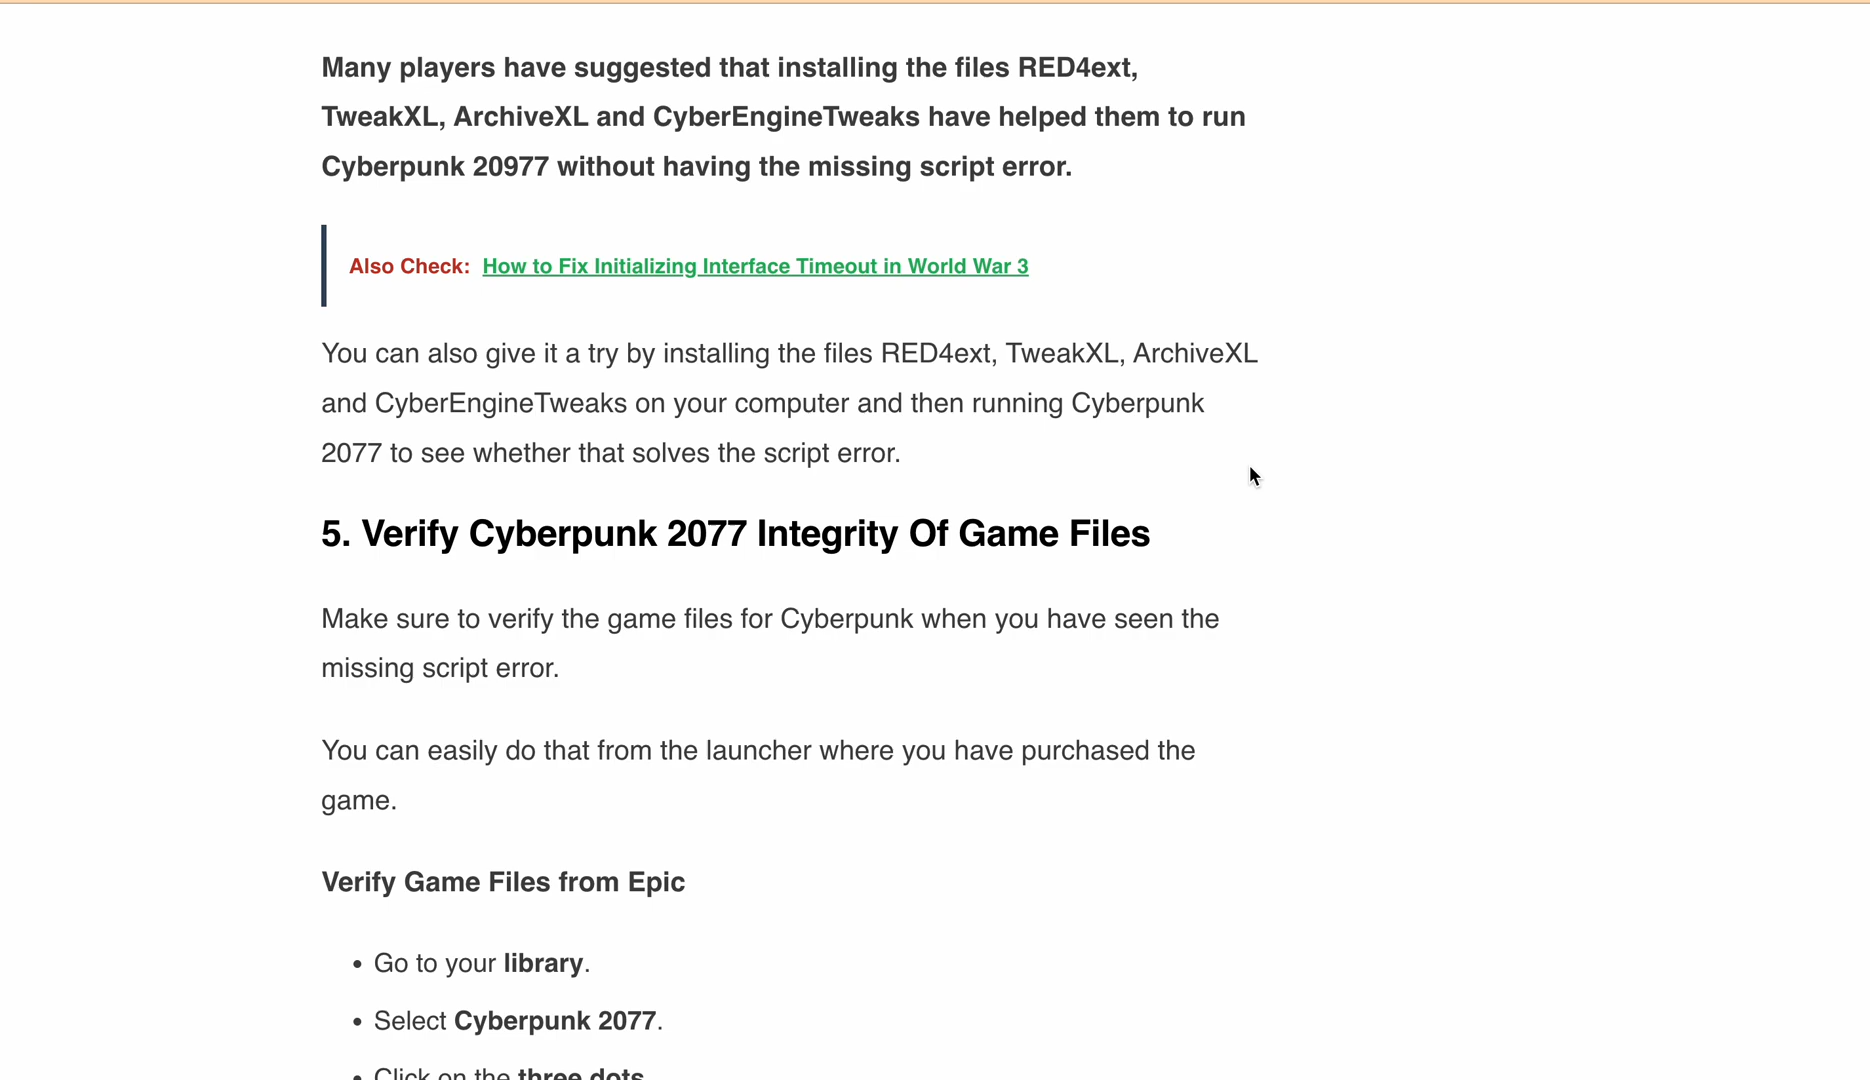 Many players have suggested that installing the files RED4ext,
TweakXL, ArchiveXL and CyberEngineTweaks have helped them to run
Cyberpunk 20977 without having the missing script error.
Also Check: How to Fix Initializing Interface Timeout in World War 3
You can also give it a try by installing the files RED4ext, TweakXL, ArchiveXL
and CyberEngineTweaks on your computer and then running Cyberpunk
2077 to see whether that solves the script error.
5. Verify Cyberpunk 2077 Integrity Of Game Files
Make sure to verify the game files for Cyberpunk when you have seen the
missing script error.
You can easily do that from the launcher where you have purchased the
game.
Verify Game Files from Epic
• Go to your library.
• Select Cyberpunk 2077.
• Click on the three dots.